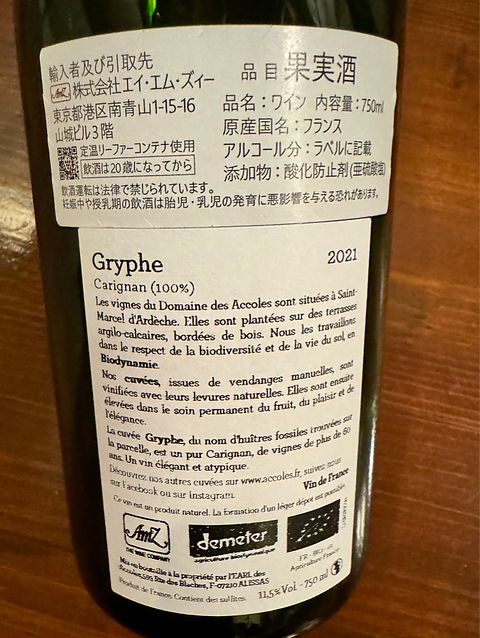 輸入者及び引取先
AmZ 株式会社エイ・エム・ズィー
東京都港区南青山1-15-16
山城ビル3階
定温リーファーコンテナ使用
飲酒は20歳になってから
品目 果実酒
品名：ワイン 内容量：750ml
原産国名：フランス
アルコール分：ラベルに記載
添加物：酸化防止剤(亜硫酸塩)
飲酒運転は法律で禁じられています。
妊娠中や授乳期の飲酒は胎児・乳児の発育に悪影響を与える恐れがあります。
Gryphe 2021
Carignan (100%)
Les vignes du Domaine des Accoles sont situées à Saint-
Marcel d'Ardèche. Elles sont plantées sur des terrasses
argilo-calcaires, bordées de bois. Nous les travaillons
dans le respect de la biodiversité et de la vie du sol, en
Biodynamie.
Nos cuvées, issues de vendanges manuelles, sont
vinifiées avec leurs levures naturelles. Elles sont ensuite
élevées dans le soin permanent du fruit, du plaisir et de
l'élégance.
La cuvée Gryphe, du nom d'huîtres fossiles trouvées sur
la parcelle, est un pur Carignan, de vignes de plus de 60
ans. Un vin élégant et atypique.
Découvrez nos autres cuvées sur www.accoles.fr, suivez-nous
sur Facebook ou sur Instagram.
Vin de France
Ce vin est un produit naturel. La formation d'un léger dépôt est possible.
AmZ
THE WINE COMPANY
demeter
agriculture biodynamique
FR-BIO-01
Agriculture France
Mis en bouteille à la propriété par l'EARL des
Accoles, 599 Rte des Blaches, F-07210 ALISSAS
Produit de France. Contient des sulfites.
11,5% Vol. - 750 ml